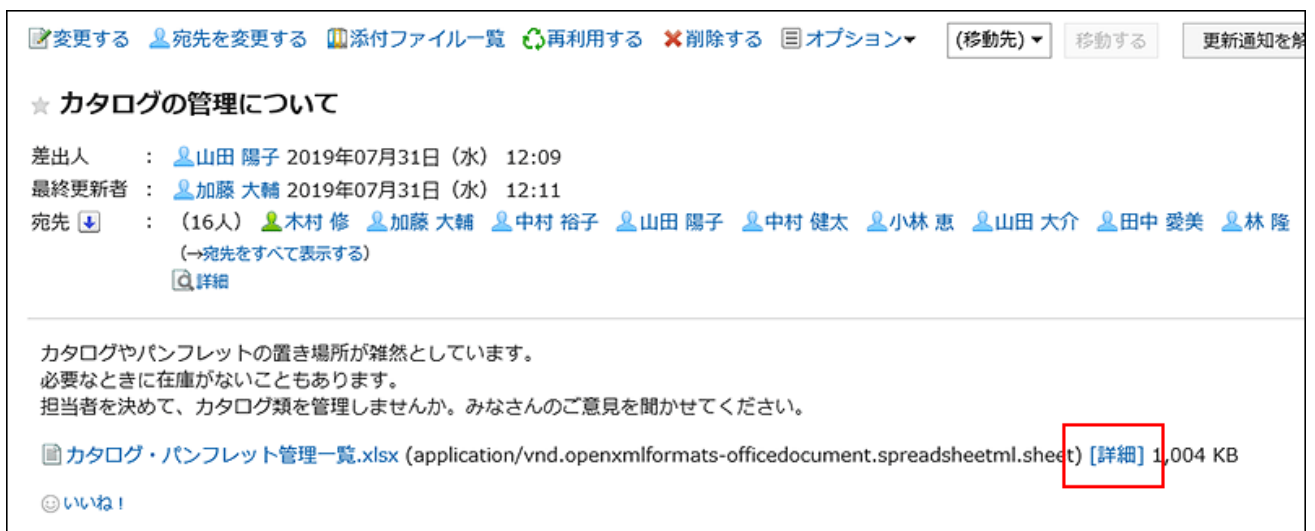 変更する 宛先を変更する 添付ファイル一覧 再利用する 削除する オプション▼ (移動先)▼ 移動する 更新通知を解
カタログの管理について
差出人 : 山田 陽子 2019年07月31日（水） 12:09
最終更新者 : 加藤 大輔 2019年07月31日（水） 12:11
宛先 : （16人） 木村 修 加藤 大輔 中村 裕子 山田 陽子 中村 健太 小林 恵 山田 大介 田中 愛美 林 隆
（→宛先をすべて表示する）
詳細
カタログやパンフレットの置き場所が雑然としています。
必要なときに在庫がないこともあります。
担当者を決めて、カタログ類を管理しませんか。みなさんのご意見を聞かせてください。
カタログ・パンフレット管理一覧.xlsx (application/vnd.openxmlformats-officedocument.spreadsheetml.sheet) [詳細] 1,004 KB
いいね！